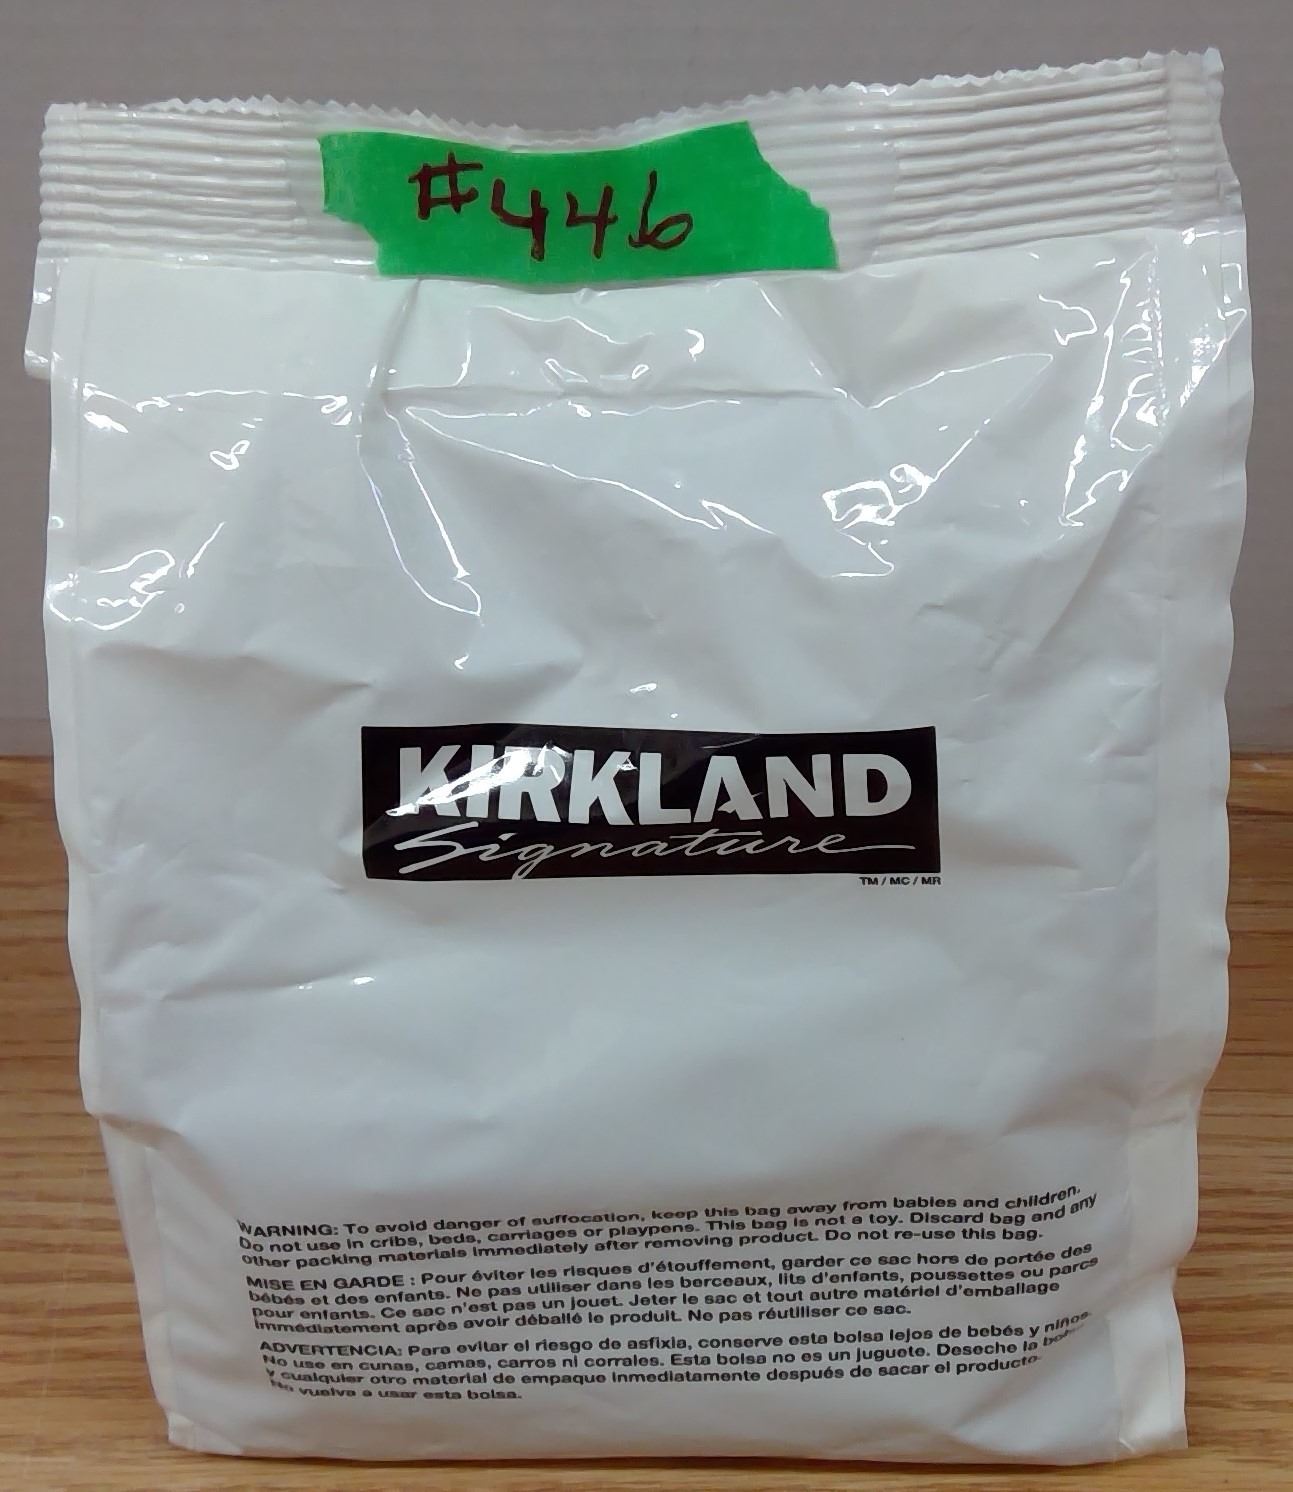 #446
KIRKLAND
Signature
TM / MC / MR
WARNING: To avoid danger of suffocation, keep this bag away from babies and children.
Do not use in cribs, beds, carriages or playpens. This bag is not a toy. Discard bag and any
other packing materials immediately after removing product. Do not re-use this bag.
MISE EN GARDE : Pour éviter les risques d'étouffement, garder ce sac hors de portée des
bébés et des enfants. Ne pas utiliser dans les berceaux, lits d'enfants, poussettes ou parcs
pour enfants. Ce sac n'est pas un jouet. Jeter le sac et tout autre matériel d'emballage
immédiatement après avoir déballé le produit. Ne pas réutiliser ce sac.
ADVERTENCIA: Para evitar el riesgo de asfixia, conserve esta bolsa lejos de bebés y niños.
No use en cunas, camas, carros ni corrales. Esta bolsa no es un juguete. Deseche la
y cualquier otro material de empaque inmediatamente después de sacar el producto.
No vuelva a usar esta bolsa.